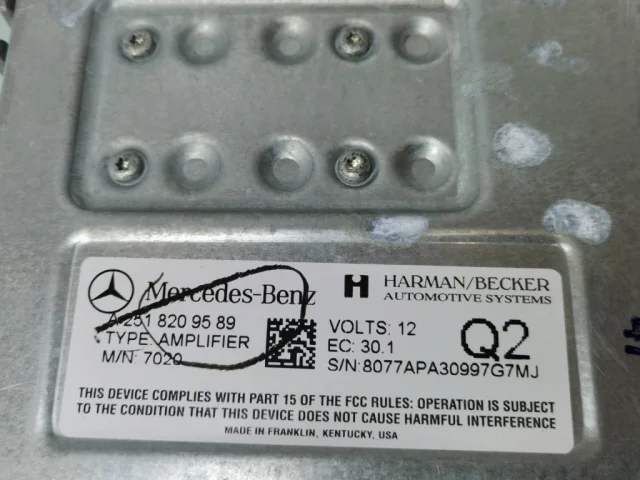 Mercedes-Benz
HARMAN/BECKER
AUTOMOTIVE SYSTEMS
A 251 820 95 89
TYPE: AMPLIFIER
M/N: 7020
VOLTS: 12
EC: 30.1
S/N: 8077APA30997G7MJ
Q2
THIS DEVICE COMPLIES WITH PART 15 OF THE FCC RULES: OPERATION IS SUBJECT
TO THE CONDITION THAT THIS DEVICE DOES NOT CAUSE HARMFUL INTERFERENCE
MADE IN FRANKLIN, KENTUCKY, USA